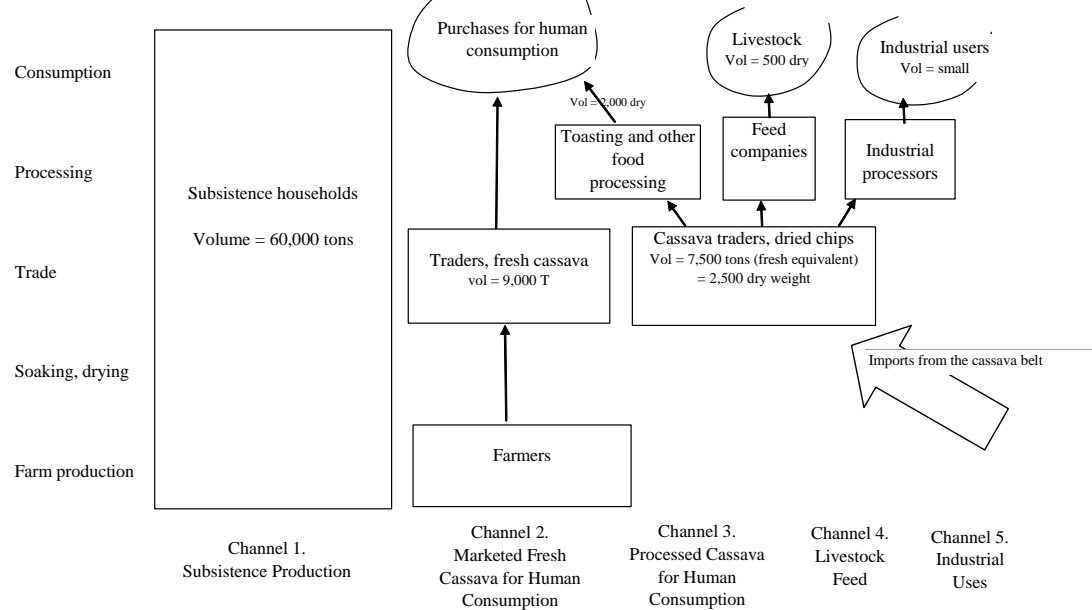 Purchases for human
consumption
Livestock
Vol = 500 dry
Industrial users
Vol = small
Consumption
Vol = 2,000 dry
Toasting and other
food
processing
Feed
companies
Industrial
processors
Processing
Subsistence households
Volume = 60,000 tons
Trade
Traders, fresh cassava
vol = 9,000 T
Cassava traders, dried chips
Vol = 7,500 tons (fresh equivalent)
= 2,500 dry weight
Imports from the cassava belt
Soaking, drying
Farm production
Farmers
Channel 1.
Subsistence Production
Channel 2.
Marketed Fresh
Cassava for Human
Consumption
Channel 3.
Processed Cassava
for Human
Consumption
Channel 4.
Livestock
Feed
Channel 5.
Industrial
Uses